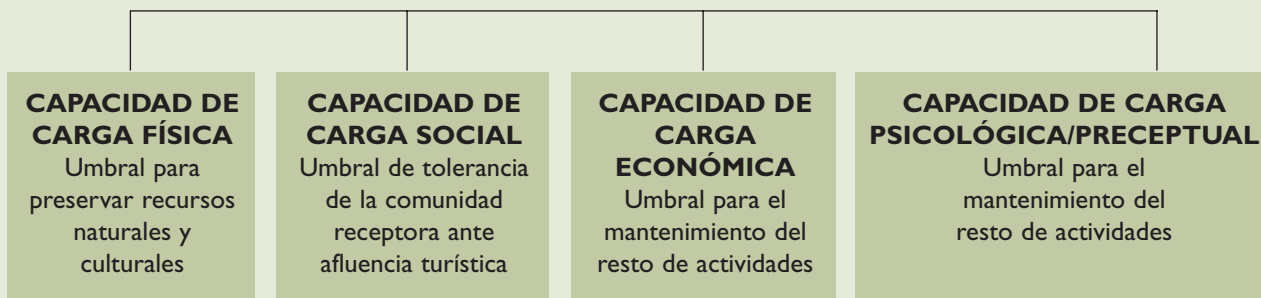 CAPACIDAD DE
CARGA FÍSICA
Umbral para
preservar recursos
naturales y
culturales
CAPACIDAD DE
CARGA SOCIAL
Umbral de tolerancia
de la comunidad
receptora ante
afluencia turística
CAPACIDAD DE
CARGA
ECONÓMICA
Umbral para el
mantenimiento del
resto de actividades
CAPACIDAD DE CARGA
PSICOLÓGICA/PRECEPTUAL
Umbral para el
mantenimiento del
resto de actividades